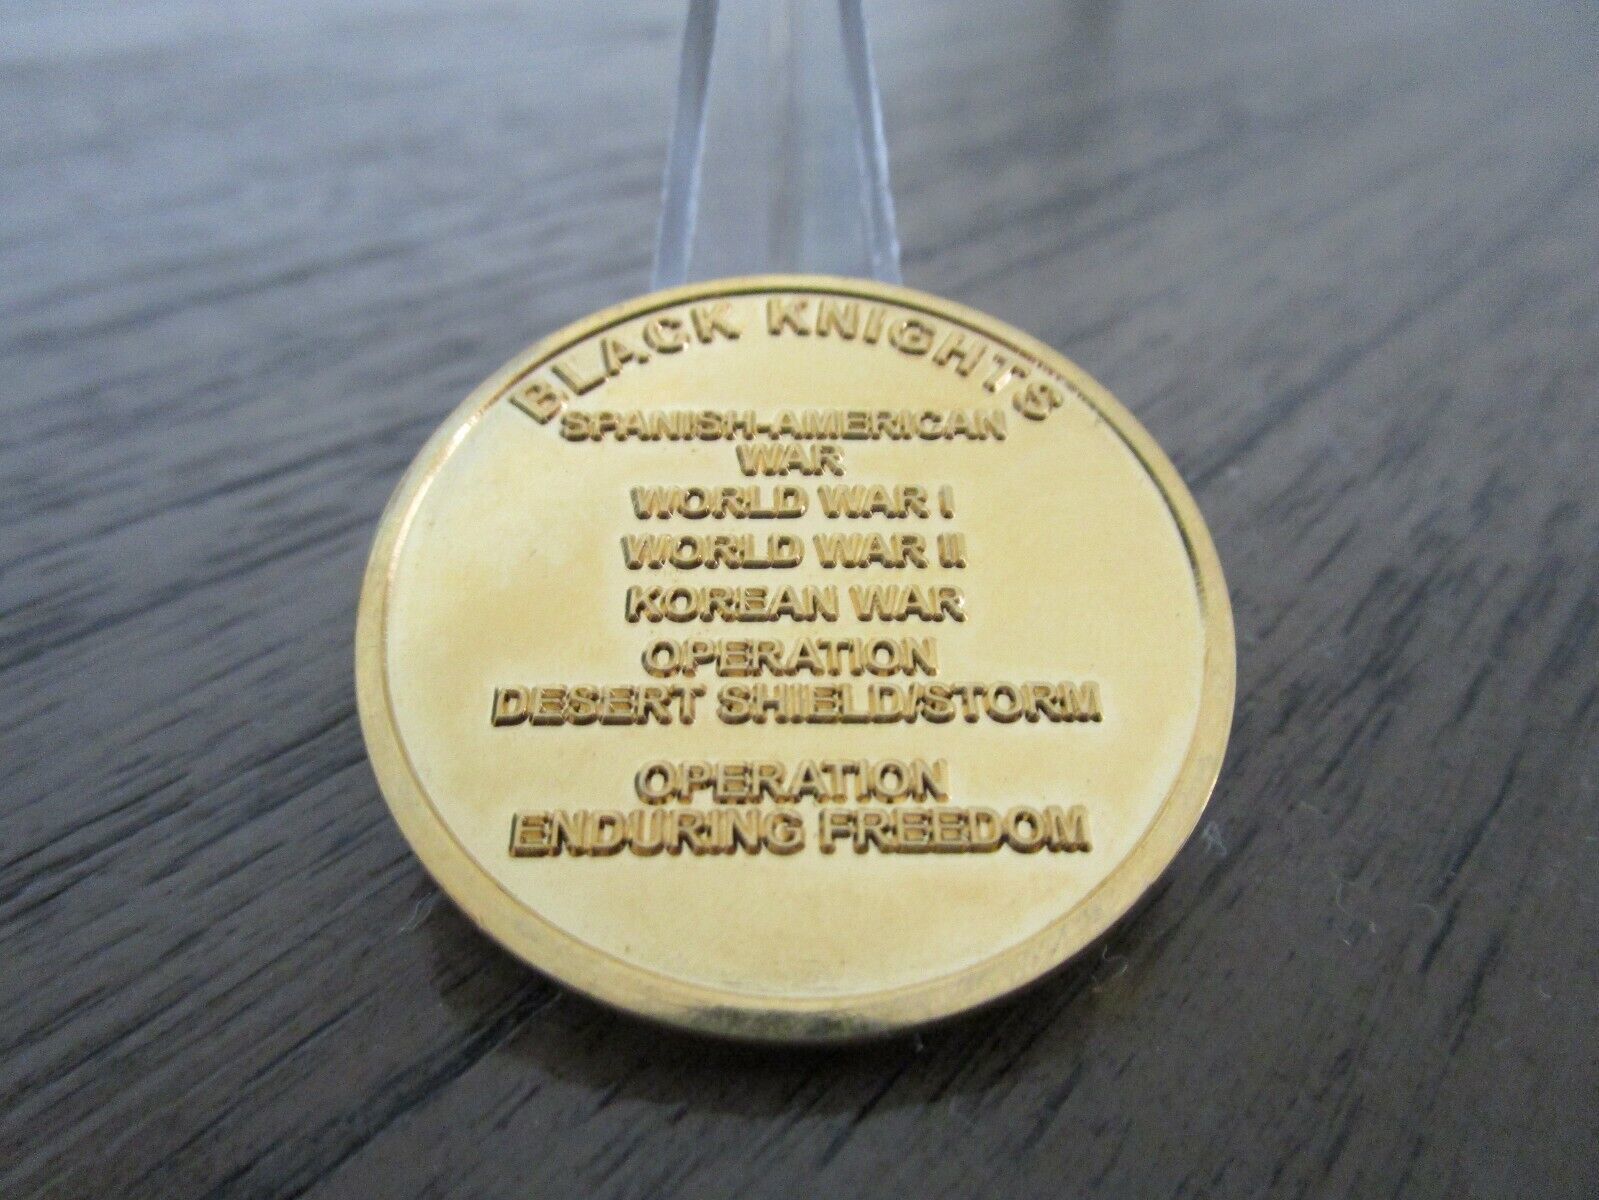 BLACK KNIGHTS
SPANISH-AMERICAN
WAR
WORLD WAR I
WORLD WAR II
KOREAN WAR
OPERATION
DESERT SHIELD/STORM
OPERATION
ENDURING FREEDOM